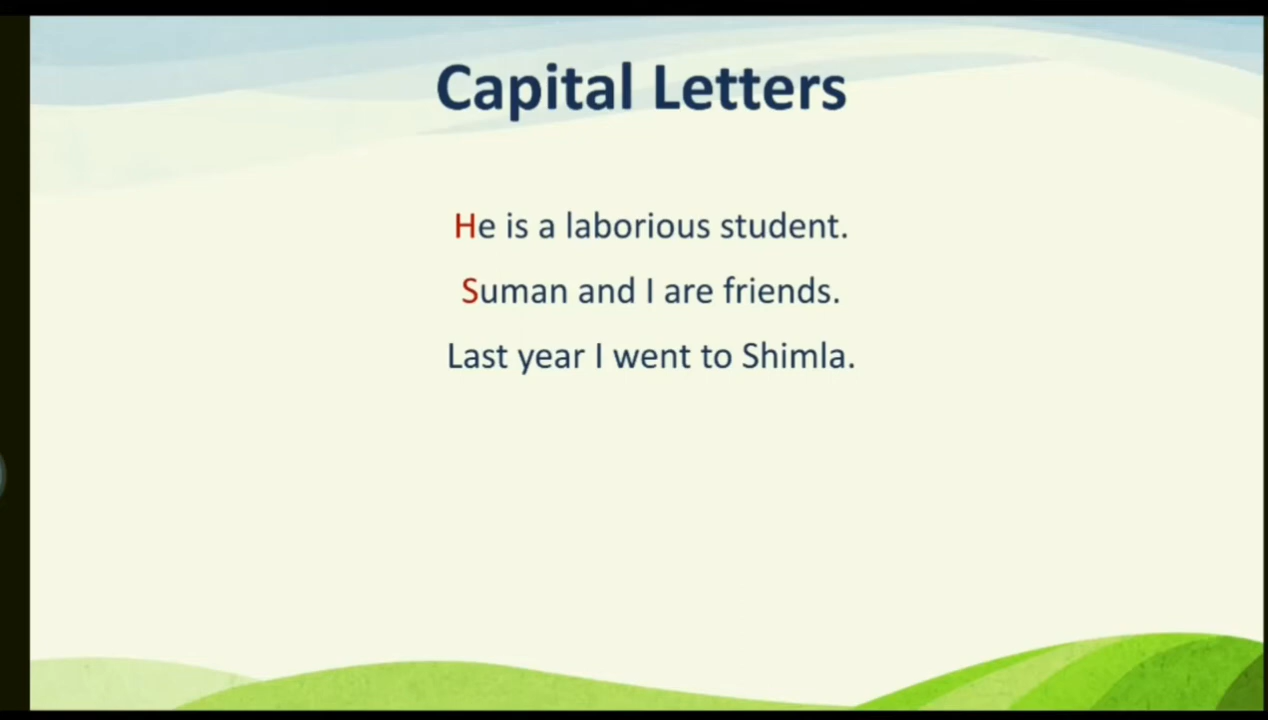 Capital Letters
He is a laborious student.
Suman and I are friends.
Last year I went to Shimla.